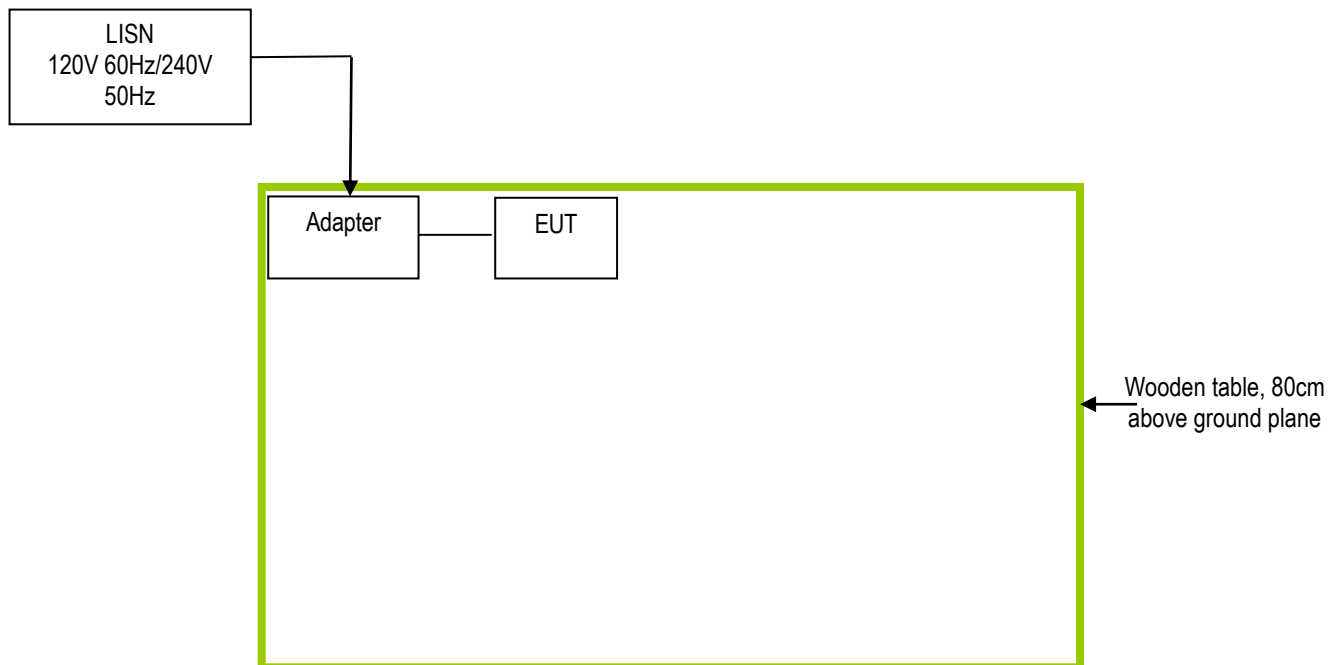 LISN
120V 60Hz/240V
50Hz
Adapter
EUT
Wooden table, 80cm
above ground plane